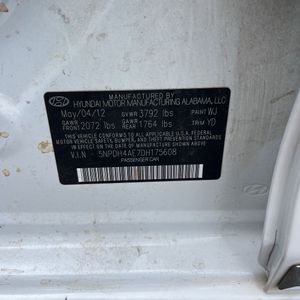 MANUFACTURED BY
HYUNDAI MOTOR MANUFACTURING ALABAMA, LLC
May/04/12 GVWR 3792 lbs PAINT WJ
GAWR FRONT 2072 lbs GAWR REAR 1764 lbs TRIM YD
THIS VEHICLE CONFORMS TO ALL APPLICABLE FEDERAL
MOTOR VEHICLE SAFETY, BUMPER, AND THEFT PREVENTION
STANDARDS IN EFFECT ON THE DATE OF MANUFACTURE
SHOWN ABOVE.
V.I.N : 5NPDH4AE7DH175608
PASSENGER CAR